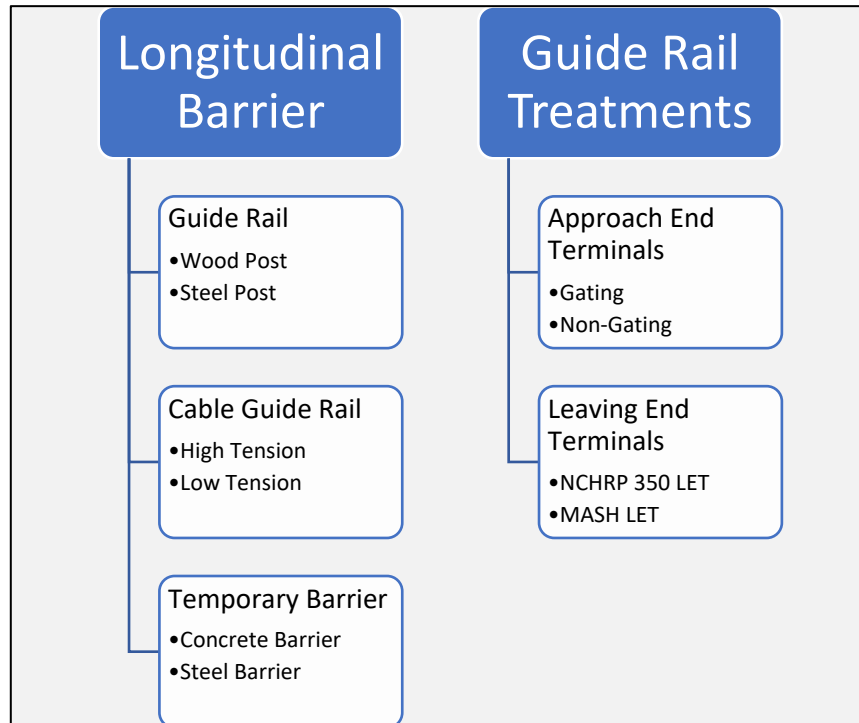 Longitudinal
Barrier
Guide Rail
•Wood Post
•Steel Post
Cable Guide Rail
•High Tension
•Low Tension
Temporary Barrier
•Concrete Barrier
•Steel Barrier
Guide Rail
Treatments
Approach End
Terminals
•Gating
•Non-Gating
Leaving End
Terminals
•NCHRP 350 LET
•MASH LET